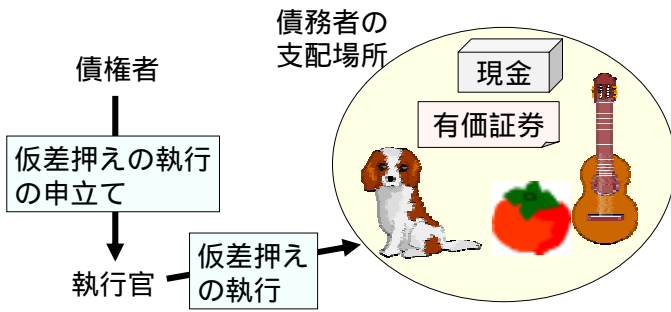 債務者の
支配場所
債権者
現金
有価証券
仮差押えの執行
の申立て
仮差押え
の執行
執行官